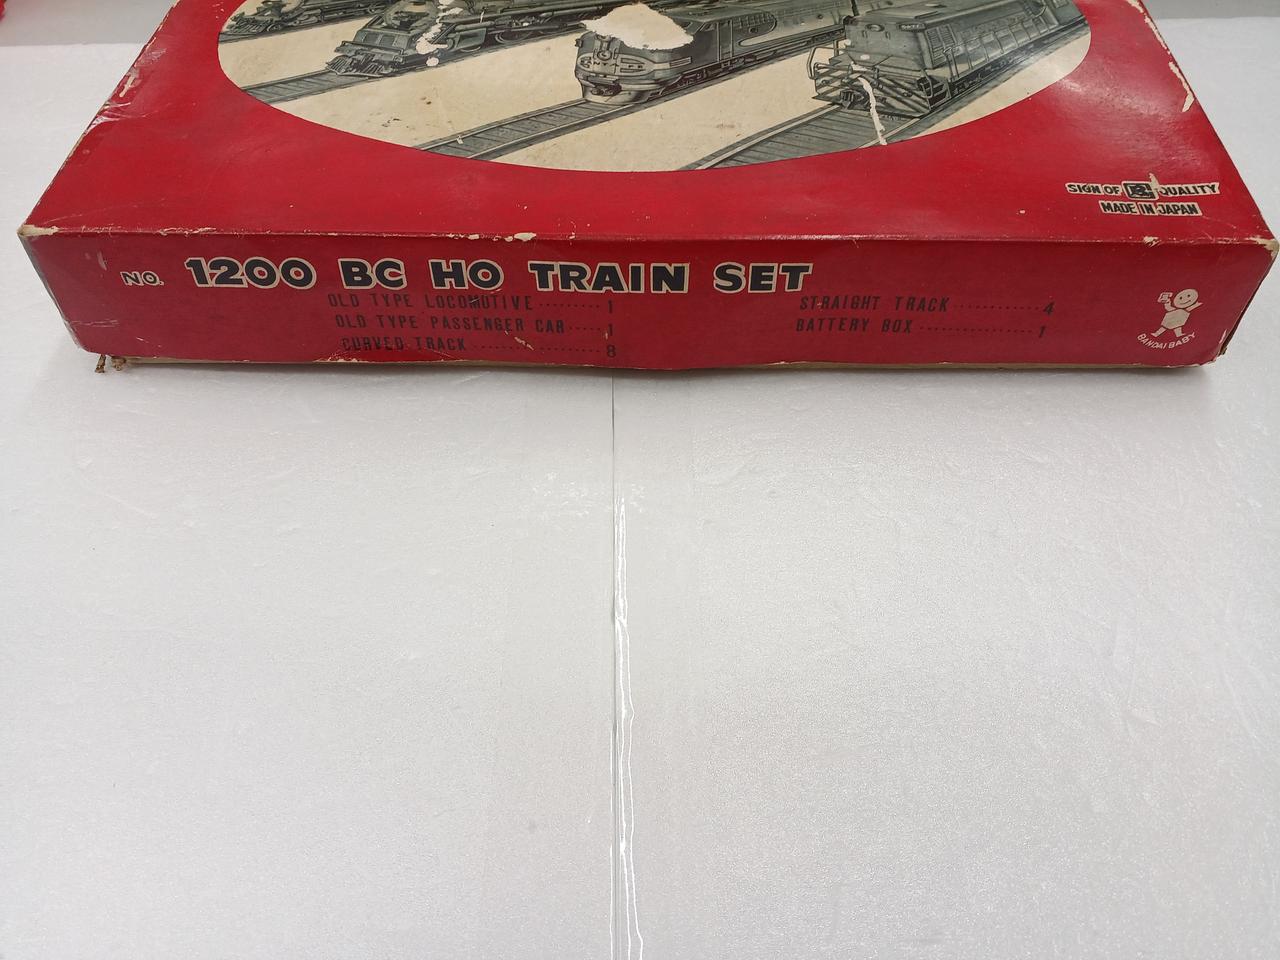 SIGN OF B QUALITY
MADE IN JAPAN
NO. 1200 BC HO TRAIN SET
OLD TYPE LOCOMOTIVE ········· 1
OLD TYPE PASSENGER CAR ····· 1
CURVED TRACK ·················· 8
STRAIGHT TRACK ············ 4
BATTERY BOX ················ 1
BANDAI BABY